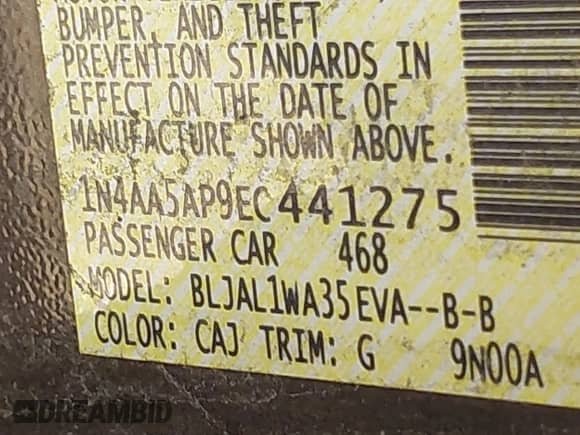 BUMPER, AND THEFT
PREVENTION STANDARDS IN
EFFECT ON THE DATE OF
MANUFACTURE SHOWN ABOVE.
1N4AA5AP9EC441275
PASSENGER CAR 468
MODEL: BLJAL1WA35EVA--B-B
COLOR: CAJ TRIM: G 9N00A
DREAMBID